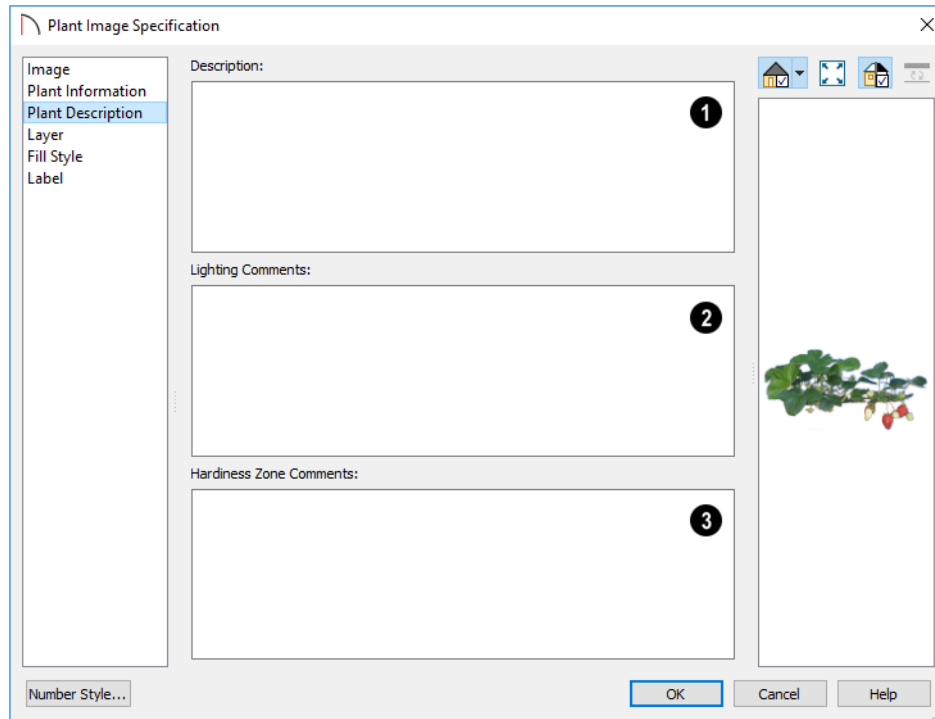 Plant Image Specification
Image
Plant Information
Plant Description
Layer
Fill Style
Label
Description:
1
Lighting Comments:
2
Hardiness Zone Comments:
3
Number Style...
OK
Cancel
Help